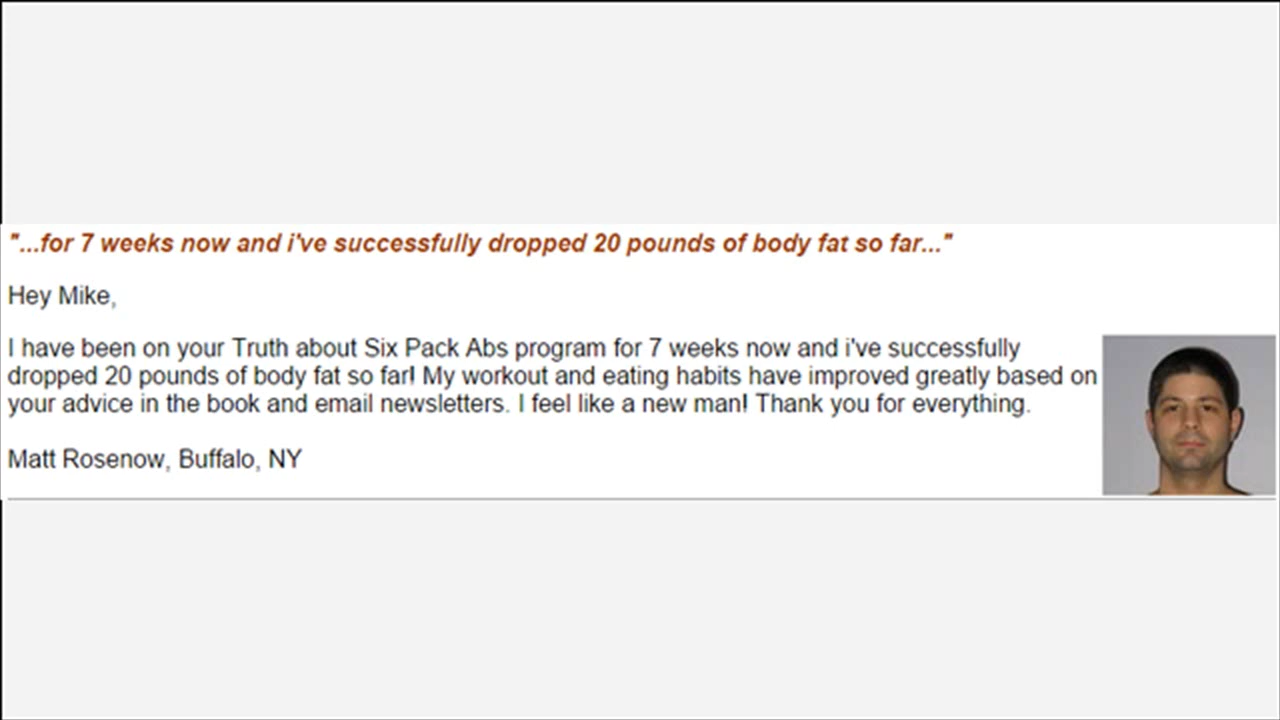 "...for 7 weeks now and i've successfully dropped 20 pounds of body fat so far..."
Hey Mike,
I have been on your Truth about Six Pack Abs program for 7 weeks now and i've successfully
dropped 20 pounds of body fat so far! My workout and eating habits have improved greatly based on
your advice in the book and email newsletters. I feel like a new man! Thank you for everything.
Matt Rosenow, Buffalo, NY